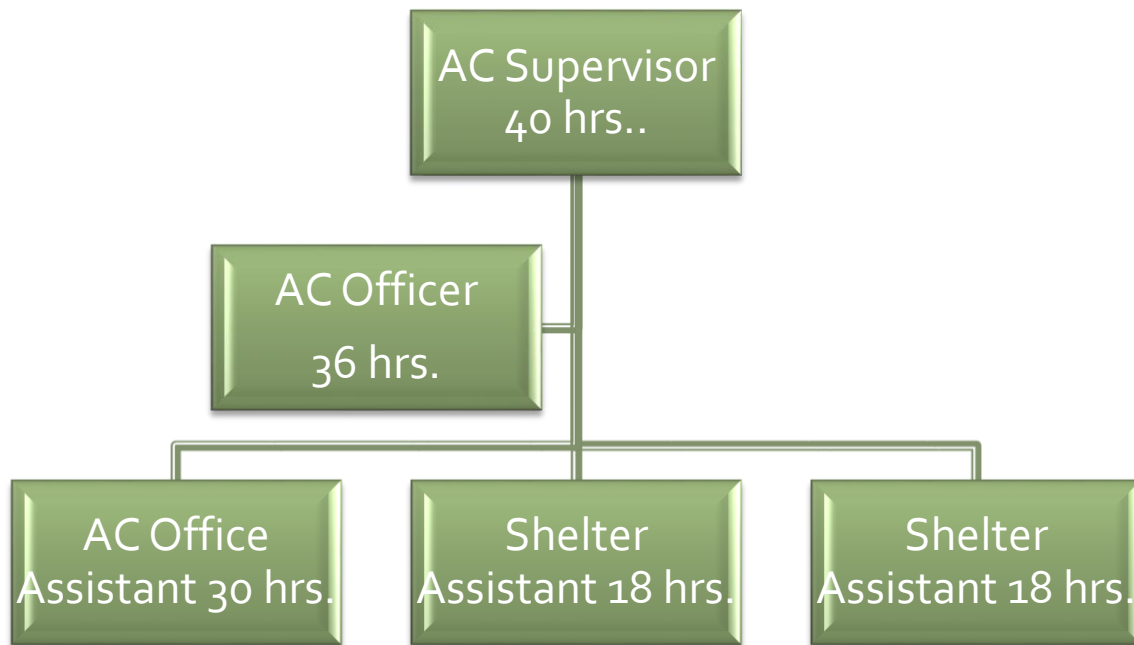 AC Supervisor
40 hrs..
AC Officer
36 hrs.
AC Office
Assistant 30 hrs.
Shelter
Assistant 18 hrs.
Shelter
Assistant 18 hrs.